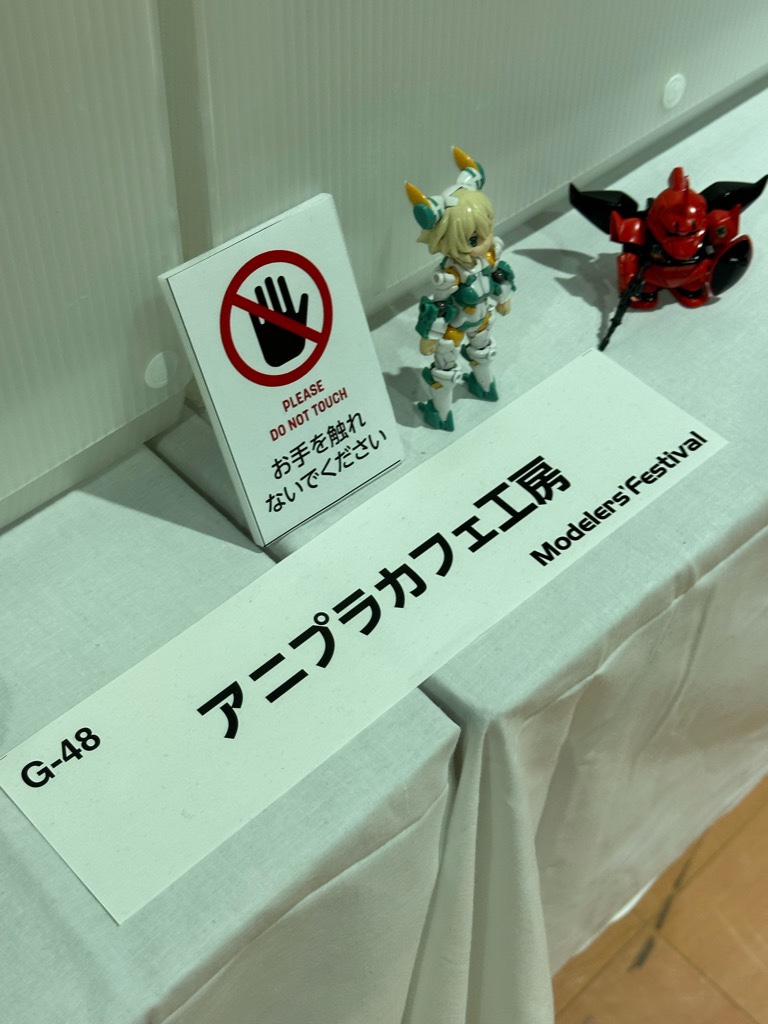 PLEASE
DO NOT TOUCH
お手を触れ
ないでください
G-48
アニプラカフェ工房
Modelers'Festival